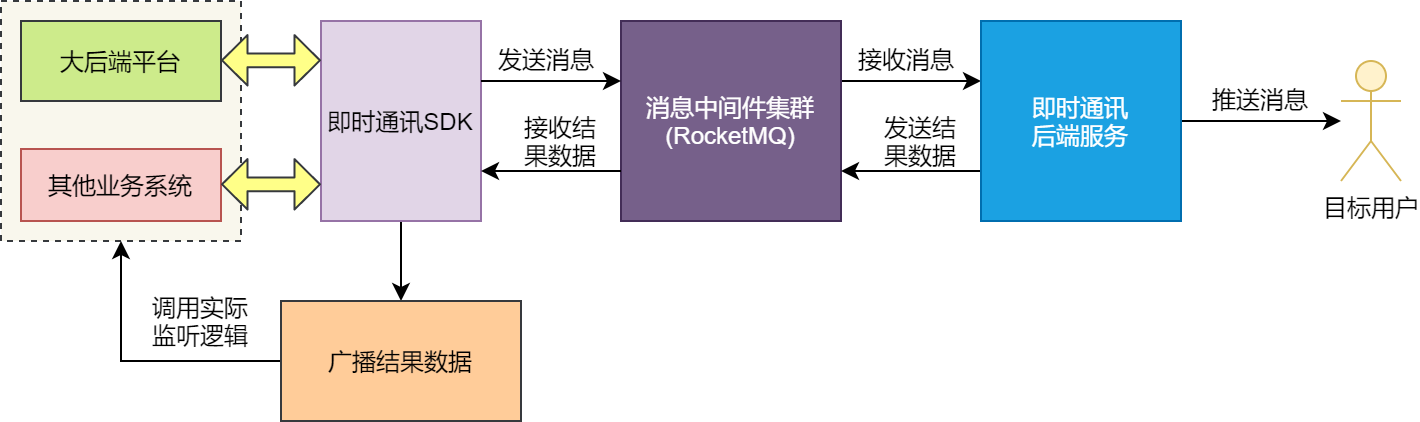 大后端平台
其他业务系统
即时通讯SDK
发送消息
接收结
果数据
消息中间件集群
(RocketMQ)
接收消息
发送结
果数据
即时通讯
后端服务
推送消息
目标用户
调用实际
监听逻辑
广播结果数据